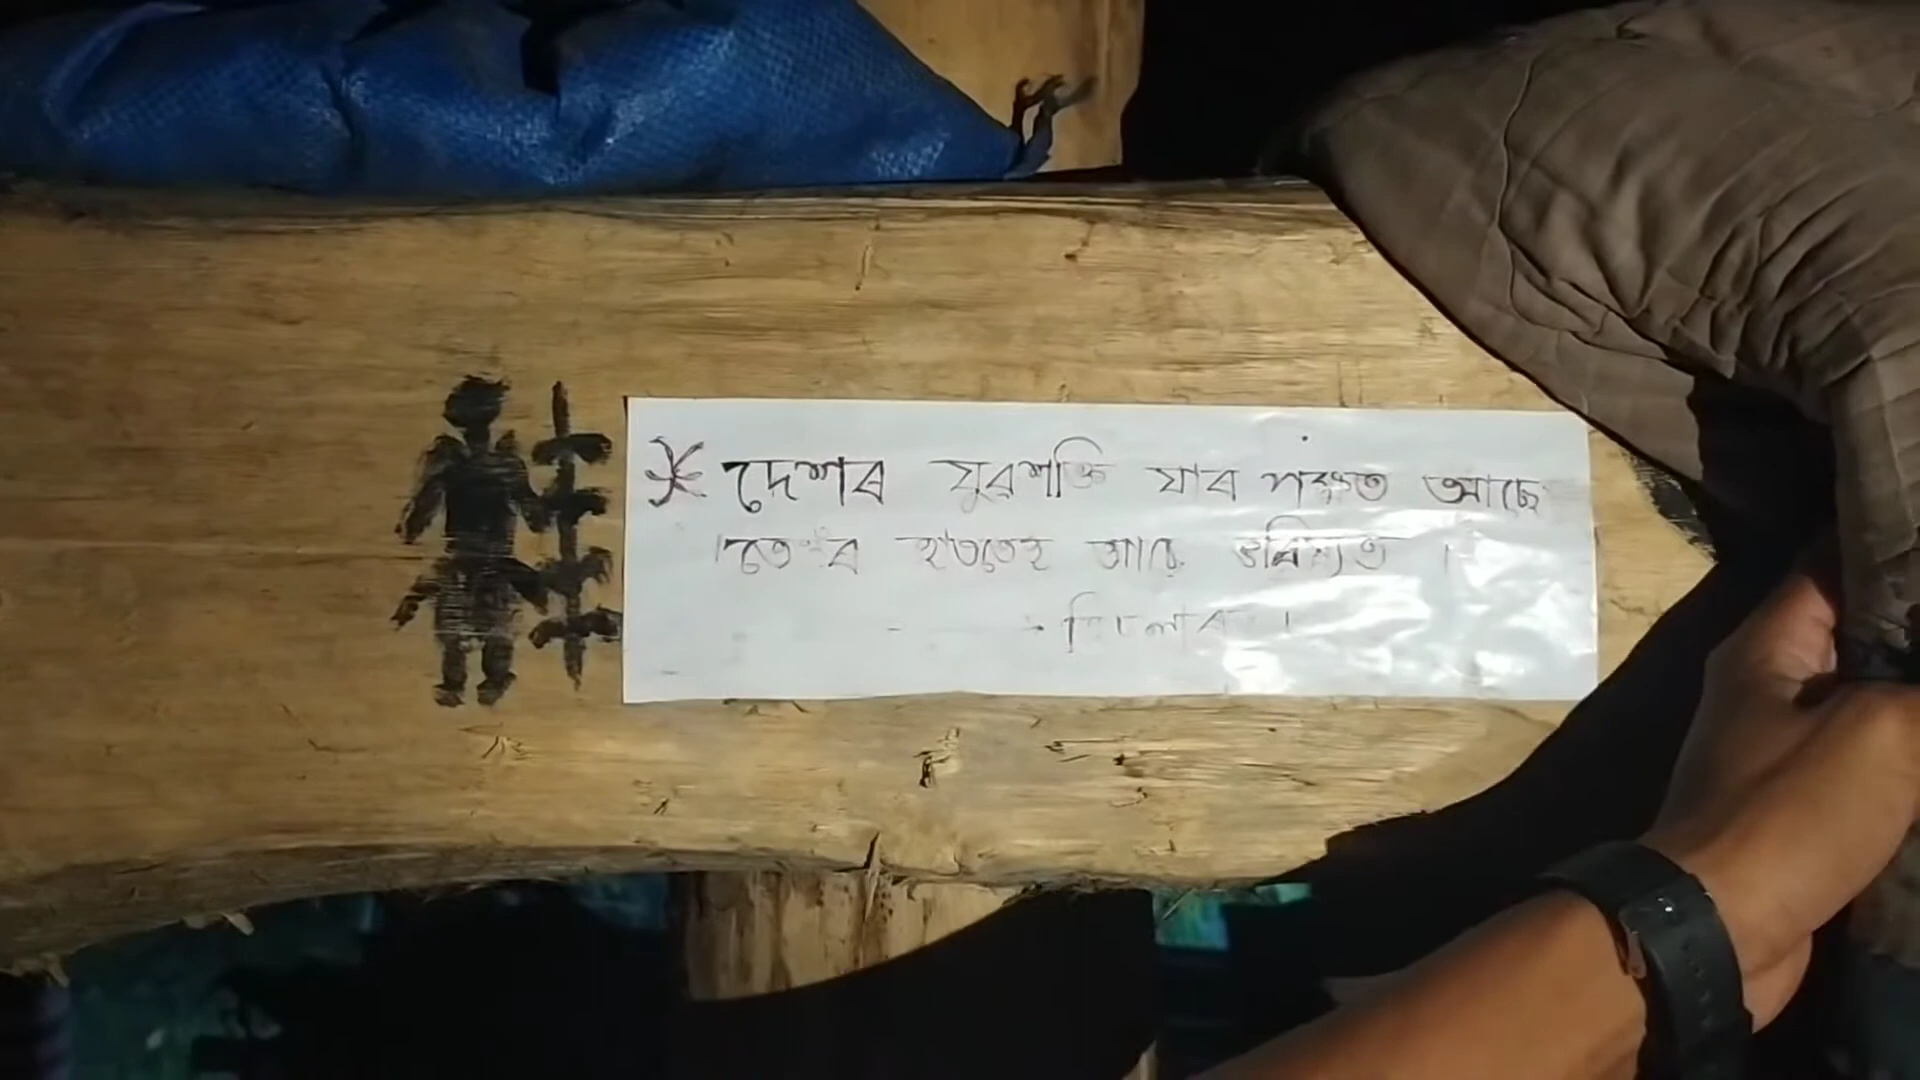 দেশৰ যুৱশক্তি যাৰ পক্ষত আছে
হাততেই আছে ভৱিষ্যত ।